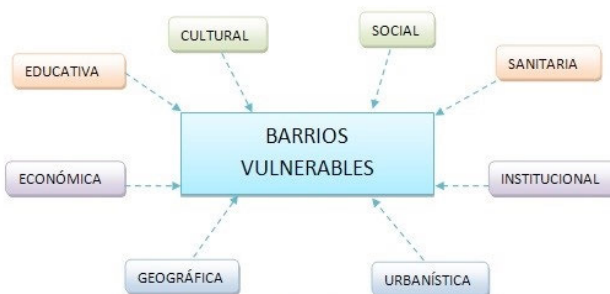 CULTURAL
SOCIAL
EDUCATIVA
SANITARIA
BARRIOS
VULNERABLES
ECONÓMICA
INSTITUCIONAL
GEOGRÁFICA
URBANÍSTICA